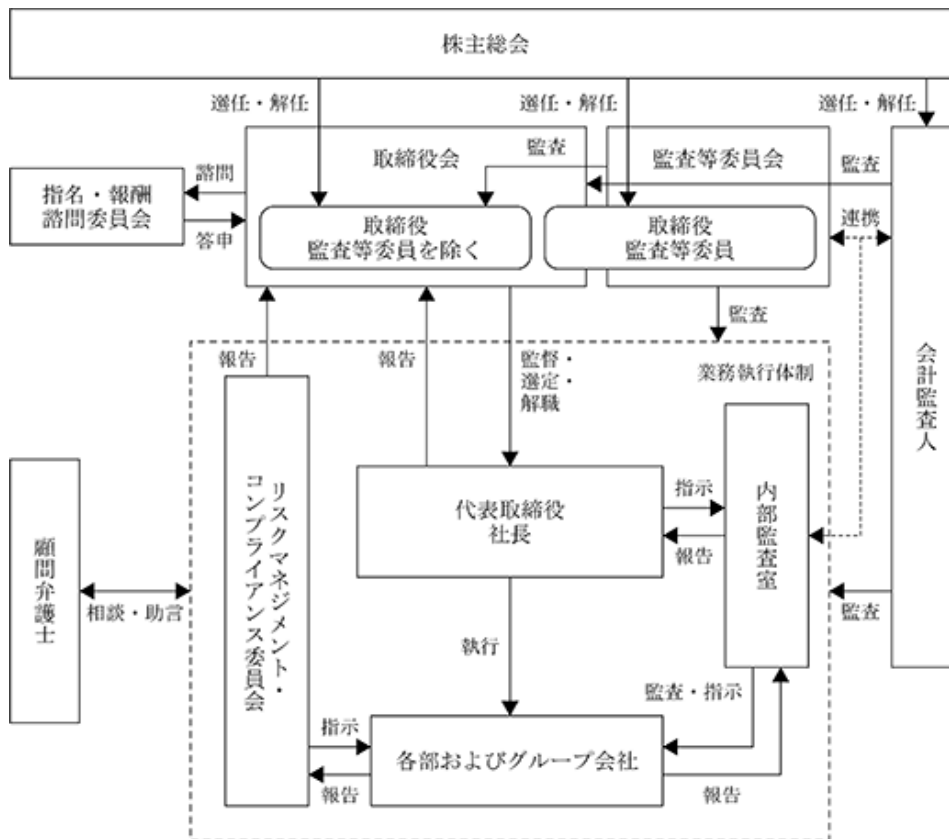 株主総会
選任・解任
選任・解任
選任・解任
取締役会
監査
監査等委員会
監査
指名・報酬
諮問委員会
諮問
答申
取締役
監査等委員を除く
取締役
監査等委員
連携
報告
報告
監督・
選定・
解職
監査
業務執行体制
会計監査人
リスクマネジメント・
コンプライアンス委員会
代表取締役
社長
指示
報告
内部監査室
顧問弁護士
相談・助言
監査
執行
監査・指示
指示
報告
各部およびグループ会社
報告